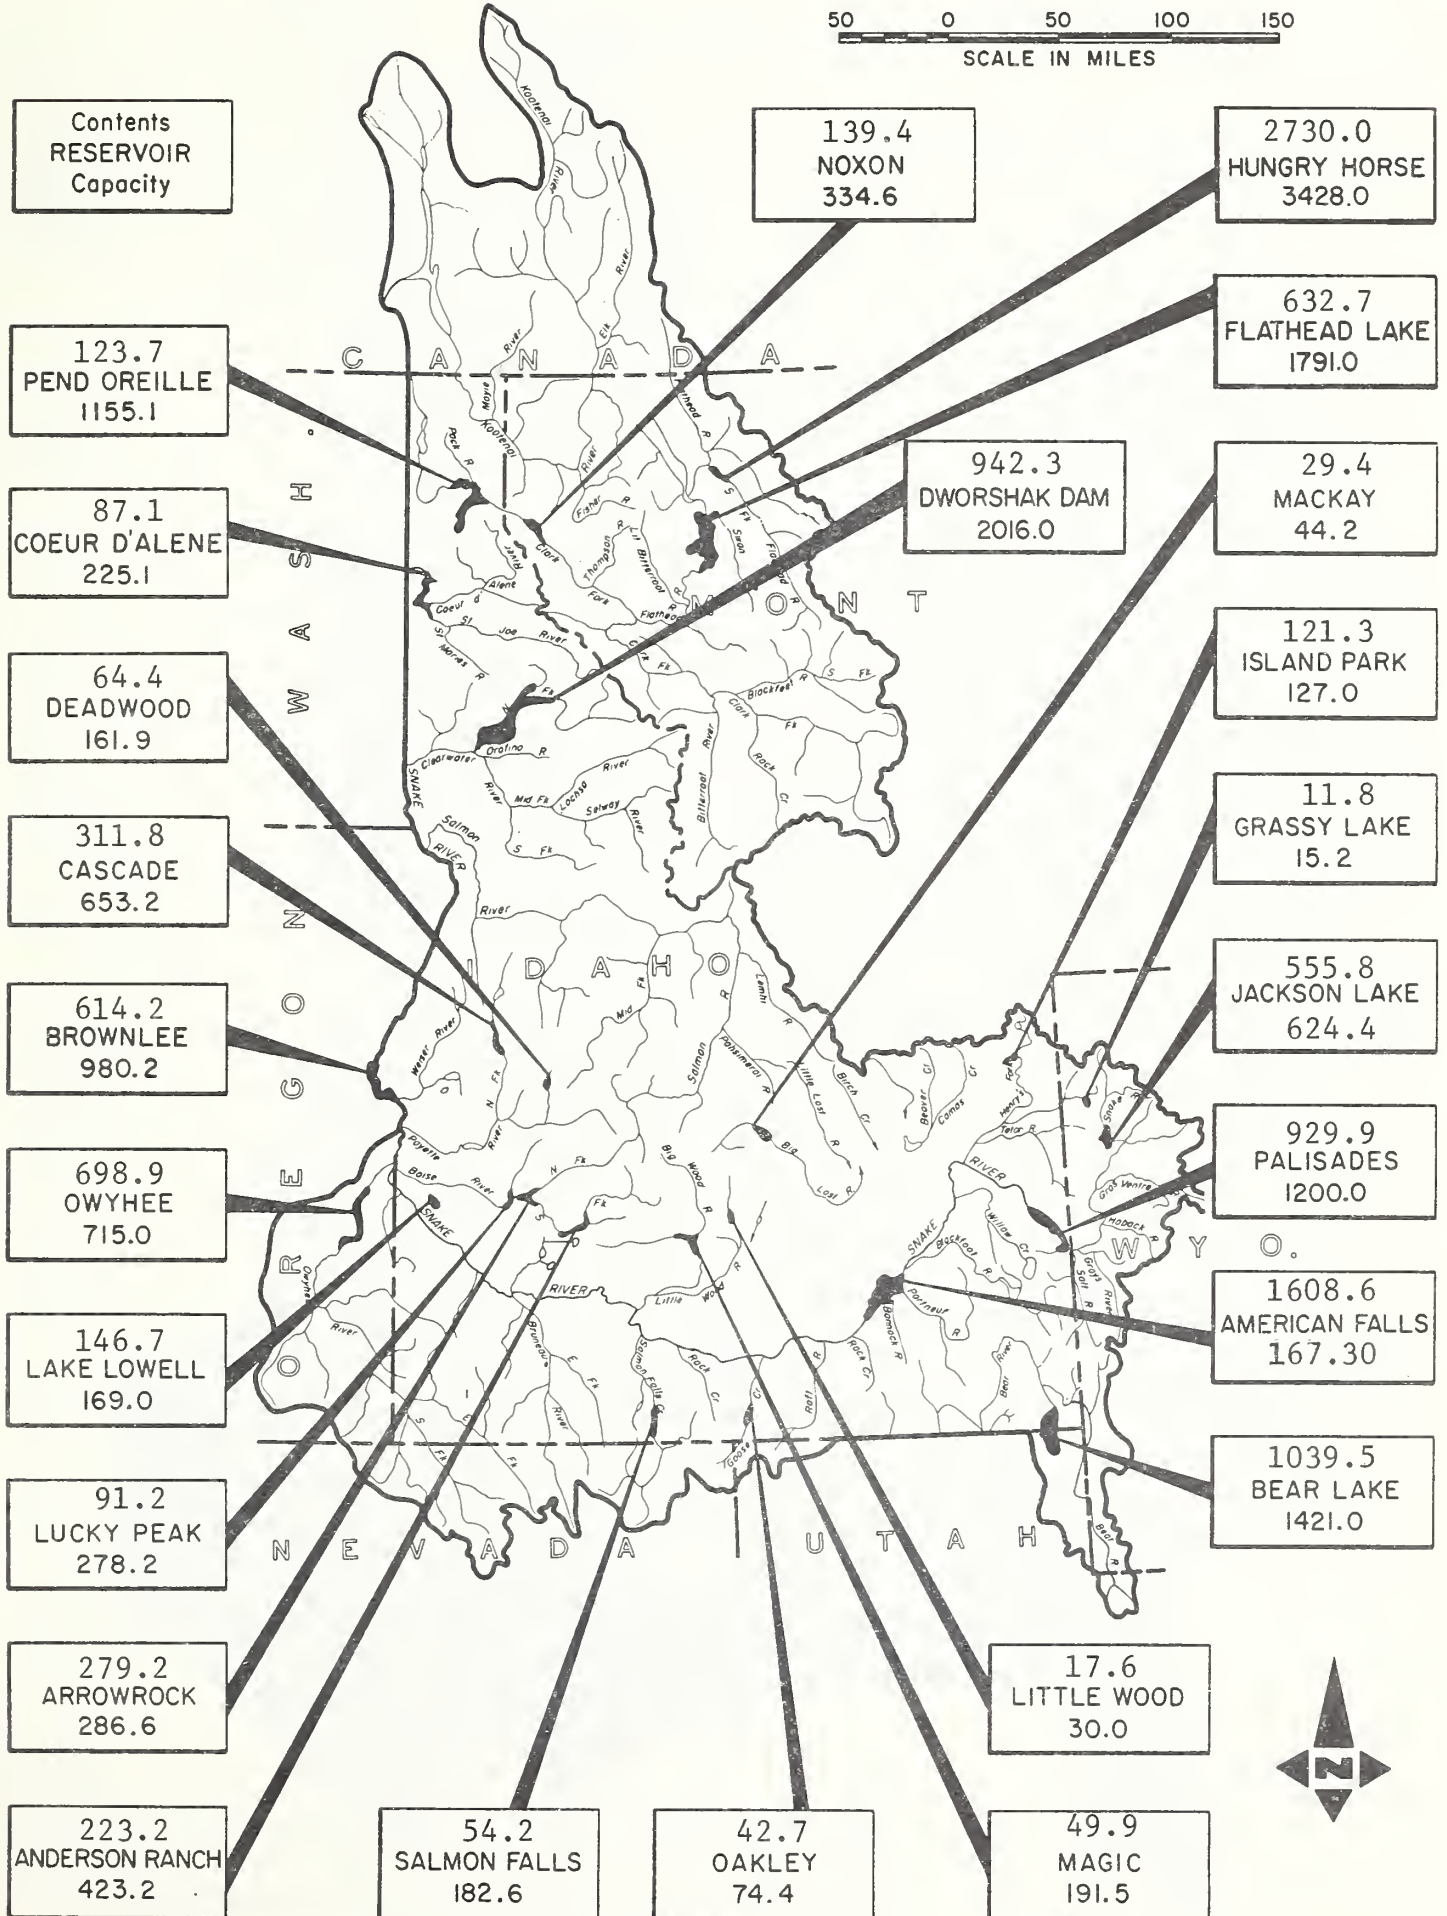 50 0 50 100 150
SCALE IN MILES
Contents
RESERVOIR
Capacity
139.4
NOXON
334.6
2730.0
HUNGRY HORSE
3428.0
632.7
FLATHEAD LAKE
1791.0
123.7
PEND OREILLE
1155.1
942.3
DWORSHAK DAM
2016.0
29.4
MACKAY
44.2
87.1
COEUR D'ALENE
225.1
121.3
ISLAND PARK
127.0
64.4
DEADWOOD
161.9
11.8
GRASSY LAKE
15.2
311.8
CASCADE
653.2
555.8
JACKSON LAKE
624.4
614.2
BROWNLEE
980.2
929.9
PALISADES
1200.0
698.9
OWYHEE
715.0
1608.6
AMERICAN FALLS
167.30
146.7
LAKE LOWELL
169.0
1039.5
BEAR LAKE
1421.0
91.2
LUCKY PEAK
278.2
279.2
ARROWROCK
286.6
17.6
LITTLE WOOD
30.0
223.2
ANDERSON RANCH
423.2
54.2
SALMON FALLS
182.6
42.7
OAKLEY
74.4
49.9
MAGIC
191.5
CANADA
WASH.
MONT
OREGON
IDAHO
WYO.
NEVADA
UTAH
N
Kootenai
River
Elk
River
Moyie
River
Kootenai
River
Pack R
Fisher R
Thompson R
Lit Bitterroot R
S Fk
Swan
Flathead R
Clark
Fork
Flathead
River
Coeur d'Alene
St Joe River
St Maries R
Clark Fk
Blackfoot R
S Fk
Clark
Fk
Rock
Cr
Bitterroot
River
N Fk
Orofino R
Clearwater
River
SNAKE
Mid Fk
Lochsa
River
Selway
River
S Fk
Salmon
RIVER
River
Mid Fk
Lemhi R
Salmon
R
Pahsimeroi R
Little Lost R
Birch Cr
Beaver Cr
Camas Cr
Henry's Fork
Teton R
Snake R
Weiser River
N Fk
Payette River
Boise River
N Fk
S
Fk
Big Wood R
Big
Lost R
SNAKE
RIVER
Little Wood
R
SNAKE
RIVER
Gros Ventre
Hoback R
Grays River
Salt R
Willow Cr
Blackfoot R
Portneuf R
Bannock R
Rock Cr
Raft R
Bear River
Owyhee
River
S Fk
Bruneau
River
E Fk
Salmon Falls Cr
Rock Cr
Goose
Cr
Bear R